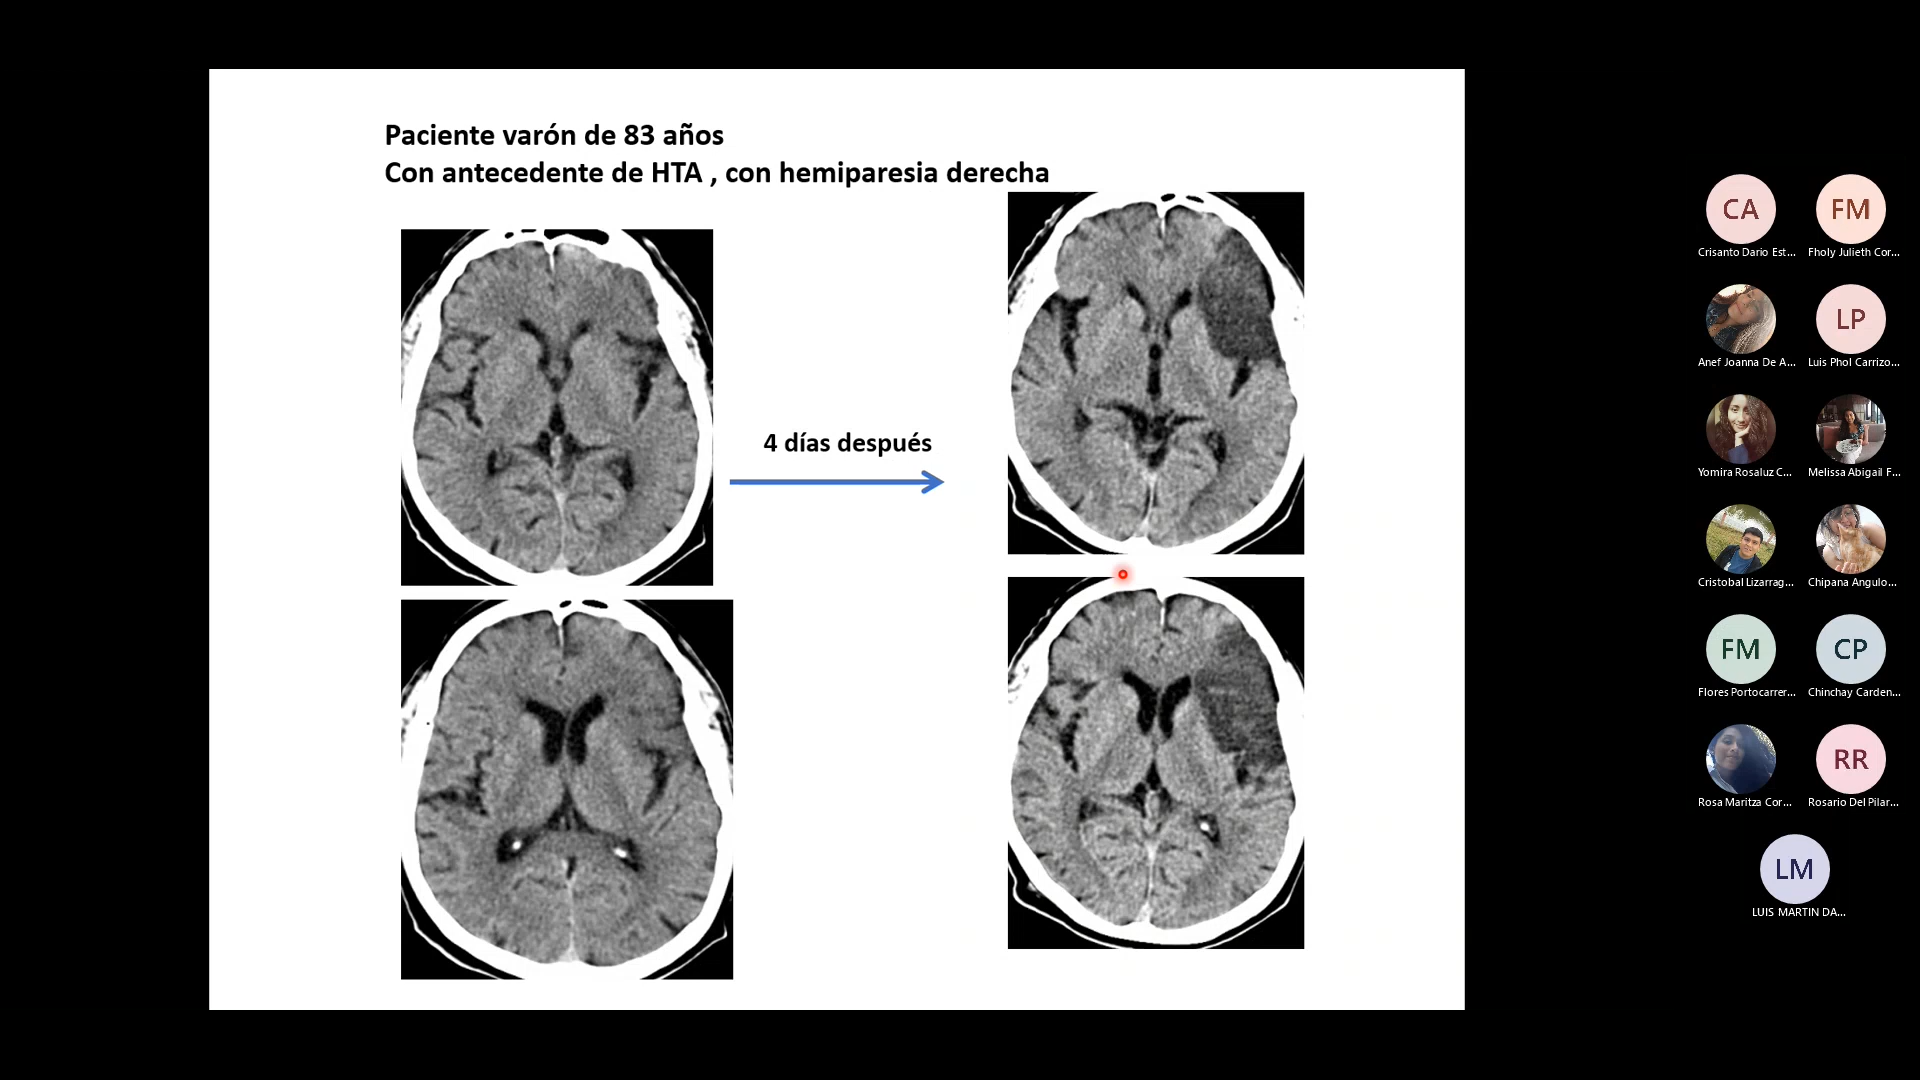 Paciente varón de 83 años
Con antecedente de HTA , con hemiparesia derecha
4 días después
CA
FM
Crisanto Dario Est...
Fholy Julieth Cor...
LP
Anef Joanna De A...
Luis Phol Carrizo...
Yomira Rosaluz C...
Melissa Abigail F...
Cristobal Lizarrag...
Chipana Angulo...
FM
CP
Flores Portocarrer...
Chinchay Carden...
RR
Rosa Maritza Cor...
Rosario Del Pilar...
LM
LUIS MARTIN DA...